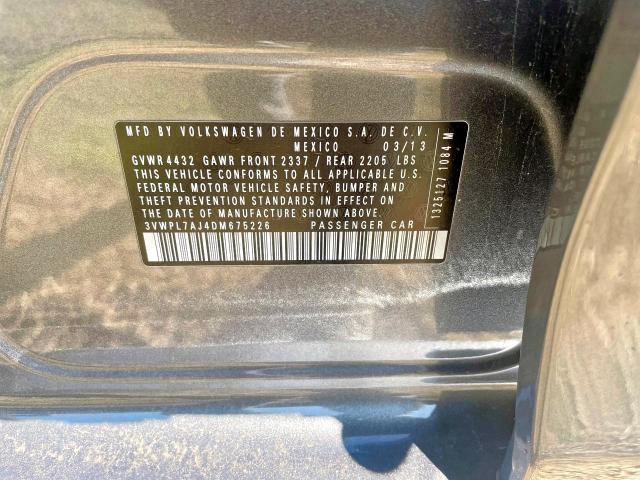 MFD BY VOLKSWAGEN DE MEXICO S.A. DE C.V.
MEXICO 03/13
GVWR 4432 GAWR FRONT 2337 / REAR 2205 LBS
THIS VEHICLE CONFORMS TO ALL APPLICABLE U.S.
FEDERAL MOTOR VEHICLE SAFETY, BUMPER AND
THEFT PREVENTION STANDARDS IN EFFECT ON
THE DATE OF MANUFACTURE SHOWN ABOVE.
3VWPL7AJ4DM675226 PASSENGER CAR
1325127 1084 M